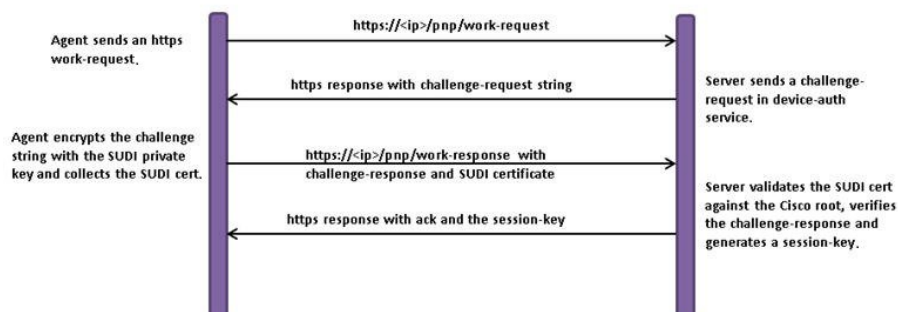 https://<ip>/pnp/work-request
Agent sends an https
work-request.
https response with challenge-request string
Server sends a challenge-
request in device-auth
service.
Agent encrypts the challenge
string with the SUDI private
key and collects the SUDI cert.
https://<ip>/pnp/work-response with
challenge-response and SUDI certificate
Server validates the SUDI cert
against the Cisco root, verifies
the challenge-response and
generates a session-key.
https response with ack and the session-key